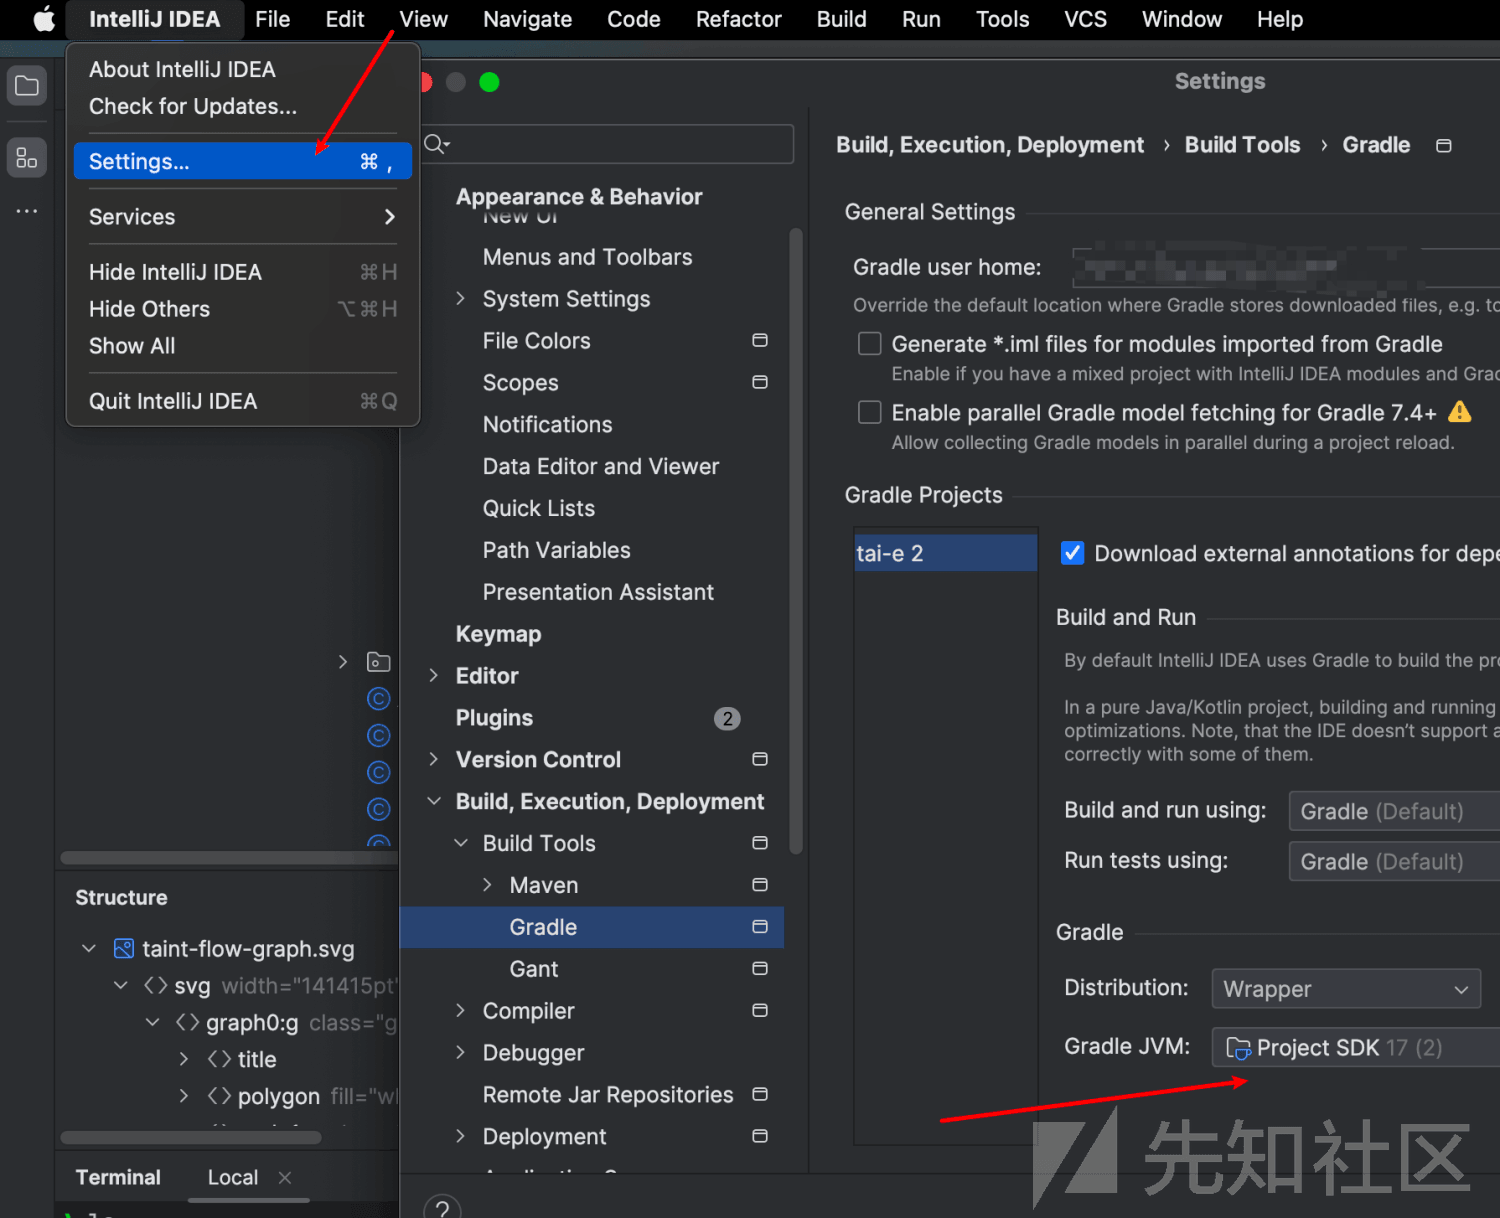 IntelliJ IDEA File Edit View Navigate Code Refactor Build Run Tools VCS Window Help
About IntelliJ IDEA
Check for Updates...
Settings... ⌘ ,
Services
Hide IntelliJ IDEA ⌘H
Hide Others ⌥⌘H
Show All
Quit IntelliJ IDEA ⌘Q
Structure
taint-flow-graph.svg
svg width="141415pt"
graph0:g class="g
title
polygon fill="wl
Terminal Local
Settings
Appearance & Behavior
New UI
Menus and Toolbars
System Settings
File Colors
Scopes
Notifications
Data Editor and Viewer
Quick Lists
Path Variables
Presentation Assistant
Keymap
Editor
Plugins 2
Version Control
Build, Execution, Deployment
Build Tools
Maven
Gradle
Gant
Compiler
Debugger
Remote Jar Repositories
Deployment
?
Build, Execution, Deployment › Build Tools › Gradle
General Settings
Gradle user home:
Override the default location where Gradle stores downloaded files, e.g. to
Generate *.iml files for modules imported from Gradle
Enable if you have a mixed project with IntelliJ IDEA modules and Grad
Enable parallel Gradle model fetching for Gradle 7.4+
Allow collecting Gradle models in parallel during a project reload.
Gradle Projects
tai-e 2
Download external annotations for depe
Build and Run
By default IntelliJ IDEA uses Gradle to build the pro
In a pure Java/Kotlin project, building and running
optimizations. Note, that the IDE doesn't support a
correctly with some of them.
Build and run using: Gradle (Default)
Run tests using: Gradle (Default)
Gradle
Distribution: Wrapper
Gradle JVM: Project SDK 17 (2)
先知社区